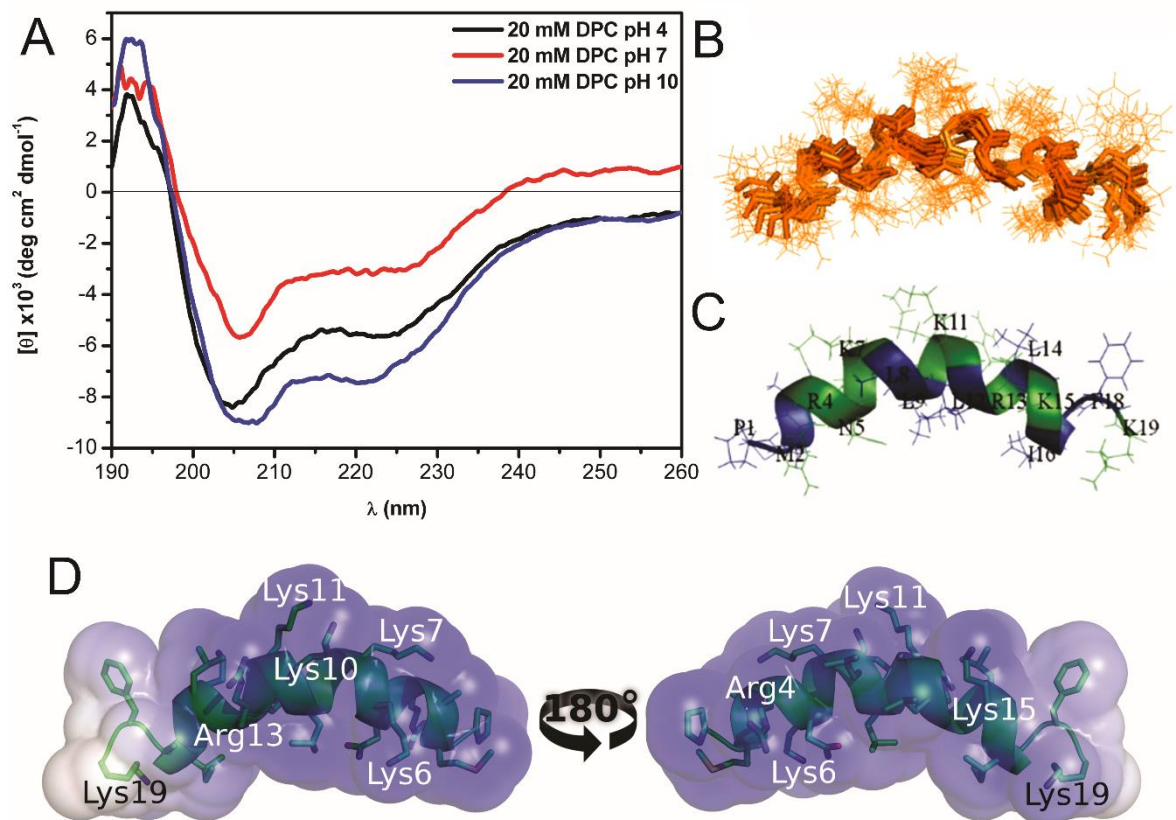 A
20 mM DPC pH 4
20 mM DPC pH 7
20 mM DPC pH 10
[θ] x10³ (deg cm² dmol⁻¹)
6
4
2
0
-2
-4
-6
-8
-10
190 200 210 220 230 240 250 260
λ (nm)
B
C
K11
K7
L14
L8
R4
L9
R13
K15
F18
P1
N5
K19
M2
I16
D
Lys11
Lys7
Lys10
Arg13
Lys6
Lys19
180°
Lys11
Lys7
Arg4
Lys15
Lys6
Lys19